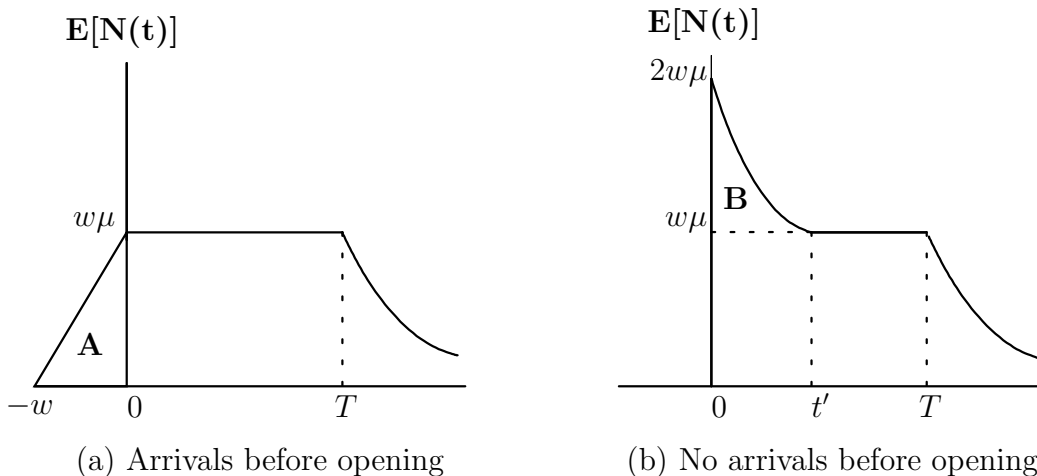 E[N(t)]
wμ
A
−w
0
T
(a) Arrivals before opening
E[N(t)]
2wμ
wμ
B
0
t′
T
(b) No arrivals before opening